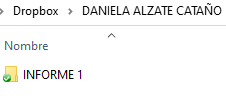 > Dropbox > DANIELA ALZATE CATAÑO
Nombre
INFORME 1